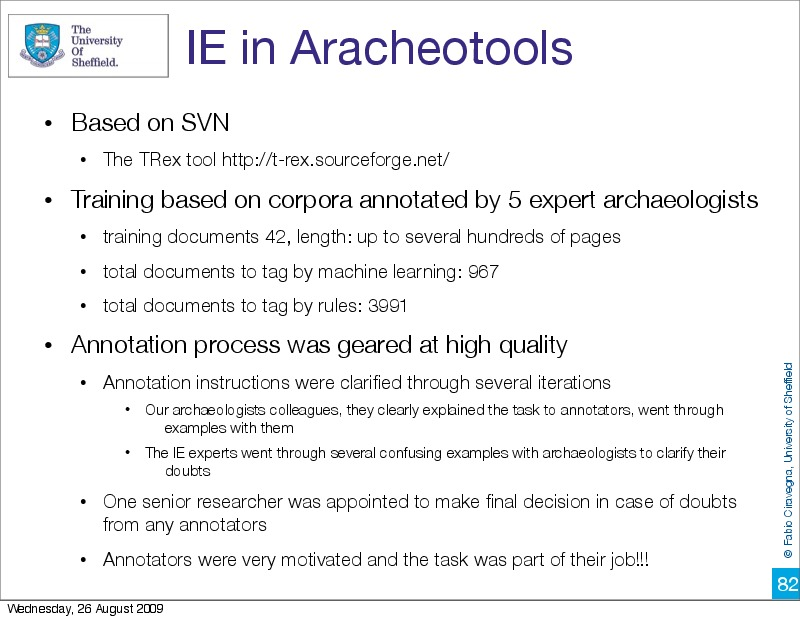 The
University
Of
Sheffield.
IE in Aracheotools
• Based on SVN
• The TRex tool http://t-rex.sourceforge.net/
• Training based on corpora annotated by 5 expert archaeologists
• training documents 42, length: up to several hundreds of pages
• total documents to tag by machine learning: 967
• total documents to tag by rules: 3991
• Annotation process was geared at high quality
• Annotation instructions were clarified through several iterations
• Our archaeologists colleagues, they clearly explained the task to annotators, went through
examples with them
• The IE experts went through several confusing examples with archaeologists to clarify their
doubts
• One senior researcher was appointed to make final decision in case of doubts
from any annotators
• Annotators were very motivated and the task was part of their job!!!
© Fabio Ciravegna, University of Sheffield
82
Wednesday, 26 August 2009